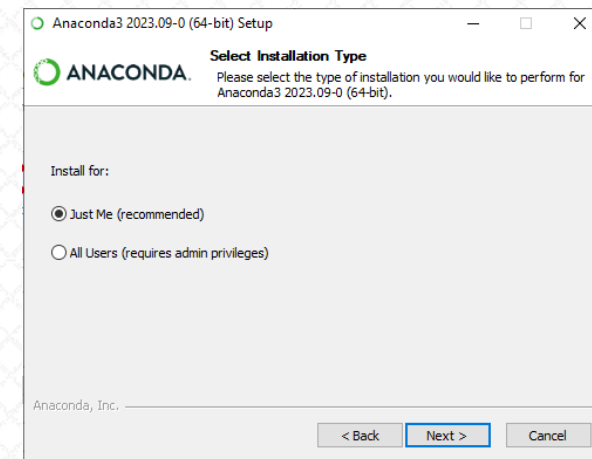 Anaconda3 2023.09-0 (64-bit) Setup
ANACONDA.
Select Installation Type
Please select the type of installation you would like to perform for
Anaconda3 2023.09-0 (64-bit).
Install for:
Just Me (recommended)
All Users (requires admin privileges)
Anaconda, Inc.
< Back Next > Cancel